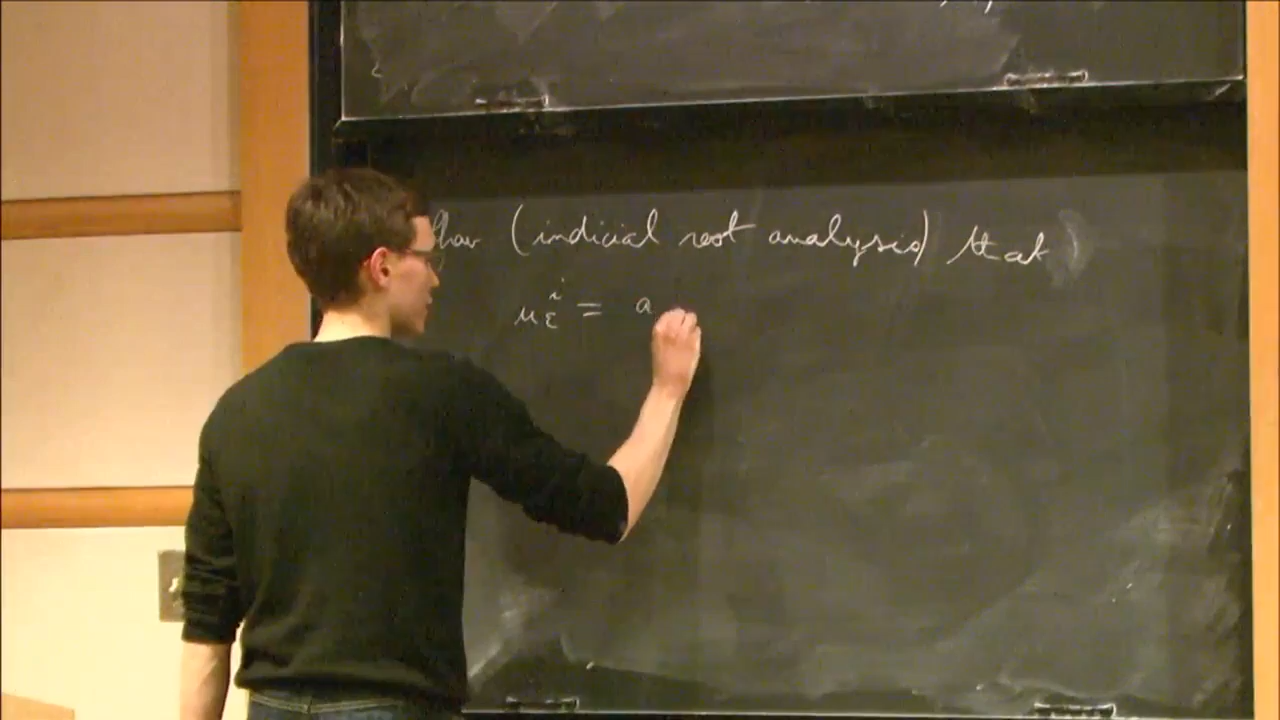 (indicial root analysis) that
u_ε^i = a